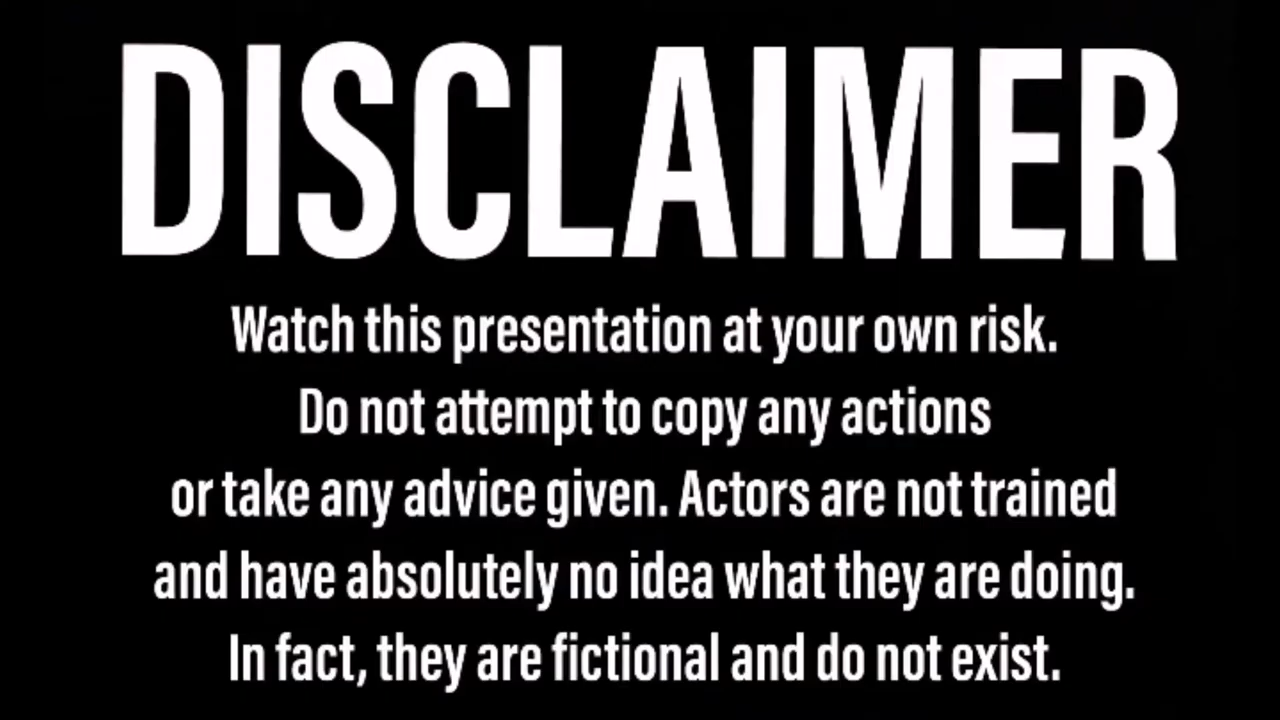 DISCLAIMER
Watch this presentation at your own risk.
Do not attempt to copy any actions
or take any advice given. Actors are not trained
and have absolutely no idea what they are doing.
In fact, they are fictional and do not exist.